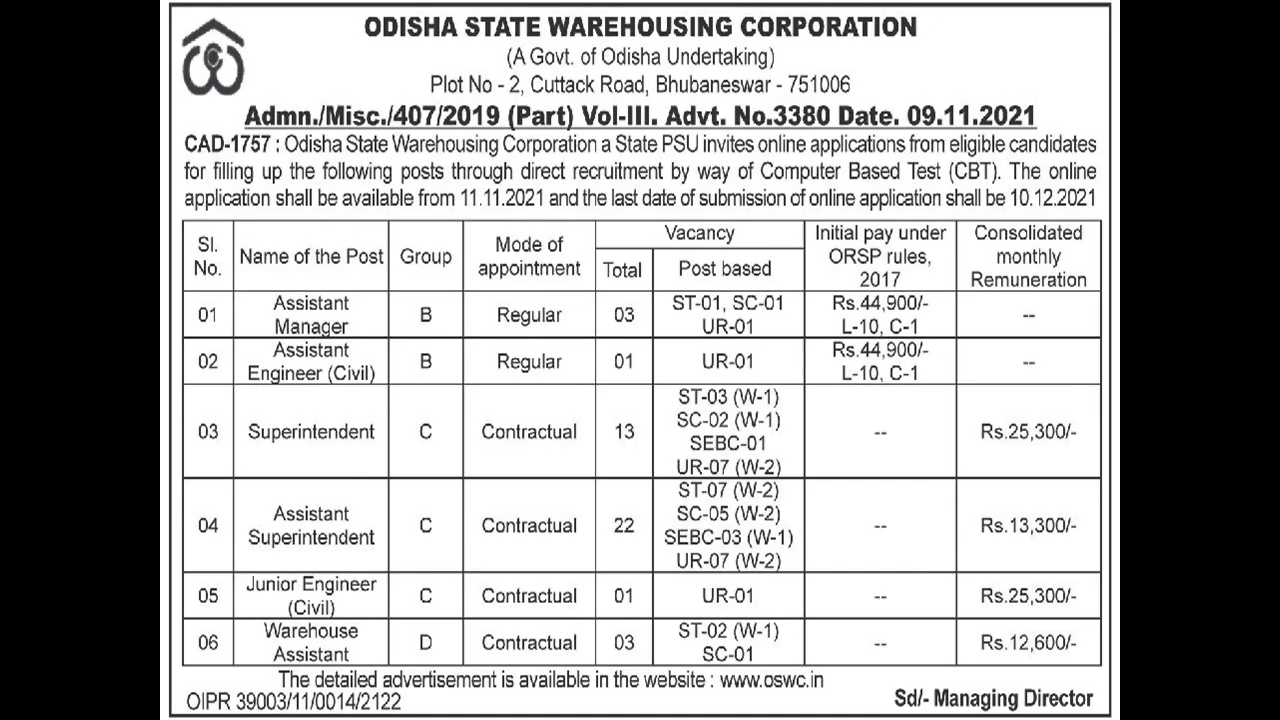 ODISHA STATE WAREHOUSING CORPORATION
(A Govt. of Odisha Undertaking)
Plot No - 2, Cuttack Road, Bhubaneswar - 751006
Admn./Misc./407/2019 (Part) Vol-III. Advt. No.3380 Date. 09.11.2021
CAD-1757 : Odisha State Warehousing Corporation a State PSU invites online applications from eligible candidates
for filling up the following posts through direct recruitment by way of Computer Based Test (CBT). The online
application shall be available from 11.11.2021 and the last date of submission of online application shall be 10.12.2021
Sl. No. Name of the Post Group Mode of appointment Vacancy Total Post based Initial pay under ORSP rules, 2017 Consolidated monthly Remuneration
01 Assistant Manager B Regular 03 ST-01, SC-01 UR-01 Rs.44,900/- L-10, C-1 --
02 Assistant Engineer (Civil) B Regular 01 UR-01 Rs.44,900/- L-10, C-1 --
03 Superintendent C Contractual 13 ST-03 (W-1) SC-02 (W-1) SEBC-01 UR-07 (W-2) -- Rs.25,300/-
04 Assistant Superintendent C Contractual 22 ST-07 (W-2) SC-05 (W-2) SEBC-03 (W-1) UR-07 (W-2) -- Rs.13,300/-
05 Junior Engineer (Civil) C Contractual 01 UR-01 -- Rs.25,300/-
06 Warehouse Assistant D Contractual 03 ST-02 (W-1) SC-01 -- Rs.12,600/-
The detailed advertisement is available in the website : www.oswc.in
OIPR 39003/11/0014/2122
Sd/- Managing Director